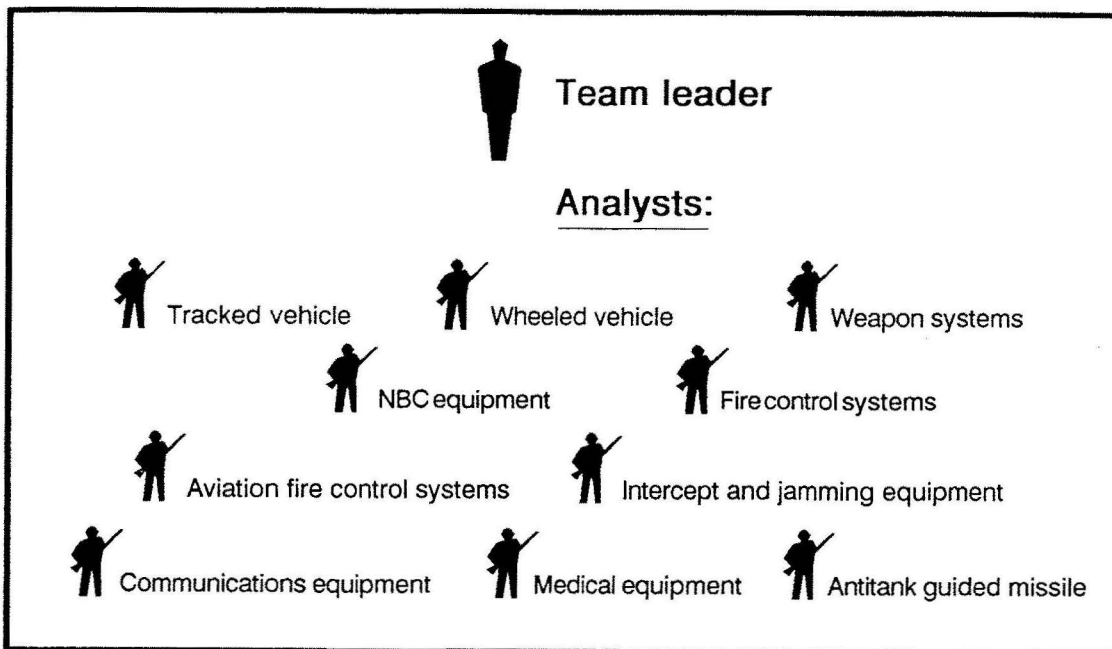 Team leader
Analysts:
Tracked vehicle
Wheeled vehicle
Weapon systems
NBC equipment
Fire control systems
Aviation fire control systems
Intercept and jamming equipment
Communications equipment
Medical equipment
Antitank guided missile